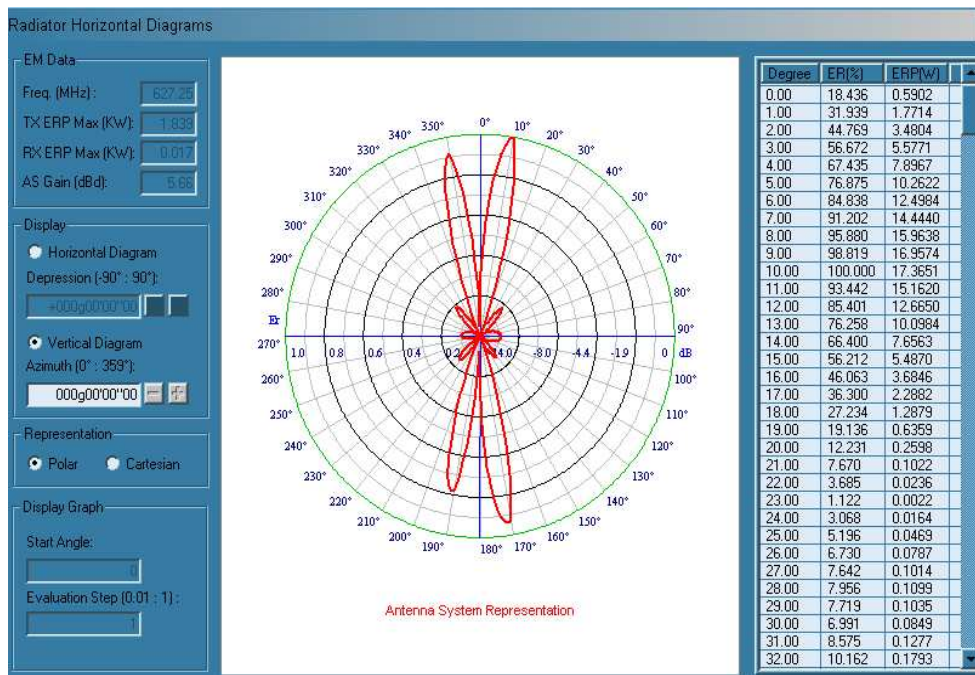 Radiator Horizontal Diagrams
EM Data
Freq. (MHz) : 627.25
TX ERP Max (KW): 1.839
RX ERP Max (KW): 0.017
AS Gain (dBd): 5.66
Display
Horizontal Diagram
Depression (-90° : 90°):
+000g00'00"00
Vertical Diagram
Azimuth (0° : 359°):
000g00'00"00 − +
Representation
Polar Cartesian
Display Graph
Start Angle:
0
Evaluation Step (0.01 : 1) :
1
0°
10°
20°
30°
40°
50°
60°
70°
80°
90°
100°
110°
120°
130°
140°
150°
160°
170°
180°
190°
200°
210°
220°
230°
240°
250°
260°
270°
280°
290°
300°
310°
320°
330°
340°
350°
Er
1.0 0.8 0.6 0.4 0.2 -14.0 -8.0 -4.4 -1.9 0 dB
Antenna System Representation
Degree ER(%) ERP(W)
0.00 18.436 0.5902
1.00 31.939 1.7714
2.00 44.769 3.4804
3.00 56.672 5.5771
4.00 67.435 7.8967
5.00 76.875 10.2622
6.00 84.838 12.4984
7.00 91.202 14.4440
8.00 95.880 15.9638
9.00 98.819 16.9574
10.00 100.000 17.3651
11.00 93.442 15.1620
12.00 85.401 12.6650
13.00 76.258 10.0984
14.00 66.400 7.6563
15.00 56.212 5.4870
16.00 46.063 3.6846
17.00 36.300 2.2882
18.00 27.234 1.2879
19.00 19.136 0.6359
20.00 12.231 0.2598
21.00 7.670 0.1022
22.00 3.685 0.0236
23.00 1.122 0.0022
24.00 3.068 0.0164
25.00 5.196 0.0469
26.00 6.730 0.0787
27.00 7.642 0.1014
28.00 7.956 0.1099
29.00 7.719 0.1035
30.00 6.991 0.0849
31.00 8.575 0.1277
32.00 10.162 0.1793